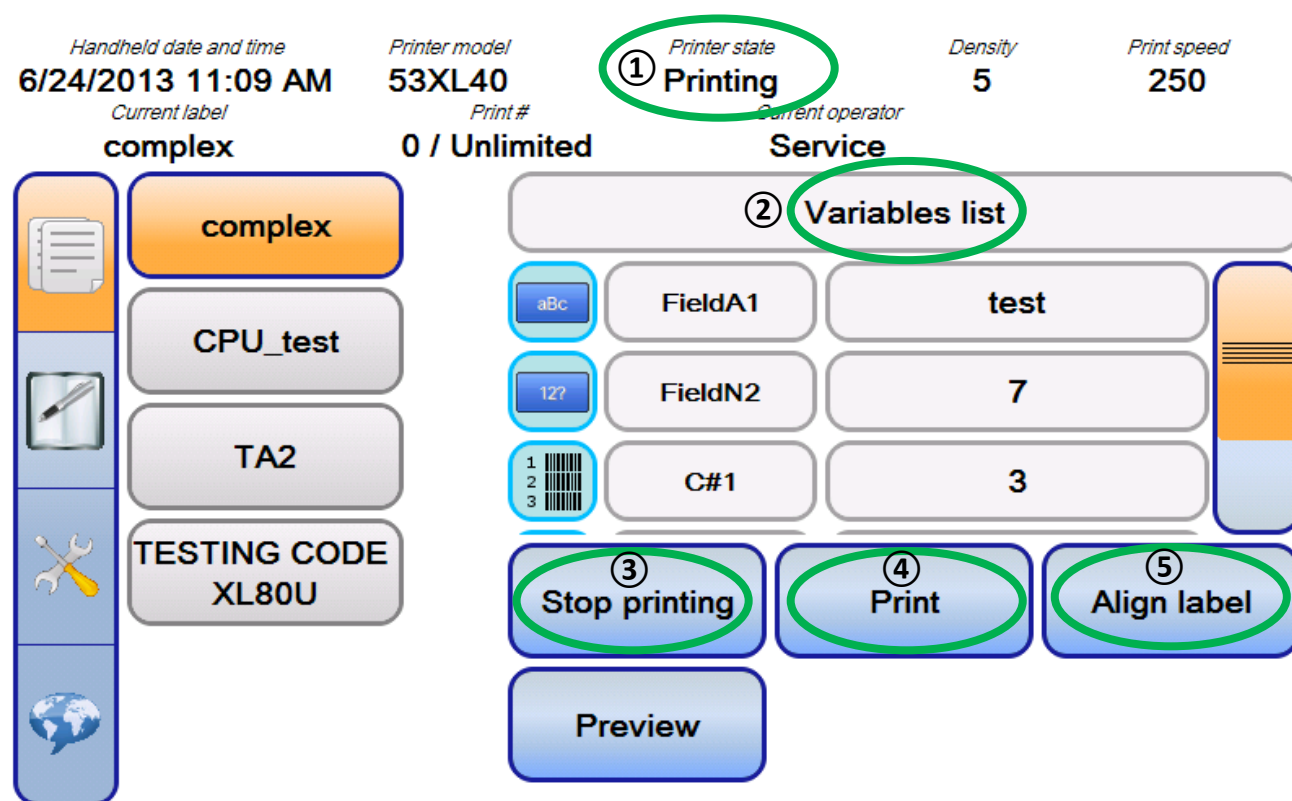 Handheld date and time Printer model Printer state Density Print speed
6/24/2013 11:09 AM 53XL40 ① Printing 5 250
Current label Print # Current operator
complex 0 / Unlimited Service
complex
CPU_test
TA2
TESTING CODE
XL80U
② Variables list
aBc FieldA1 test
12? FieldN2 7
1
2
3
C#1 3
③ ④ ⑤
Stop printing Print Align label
Preview